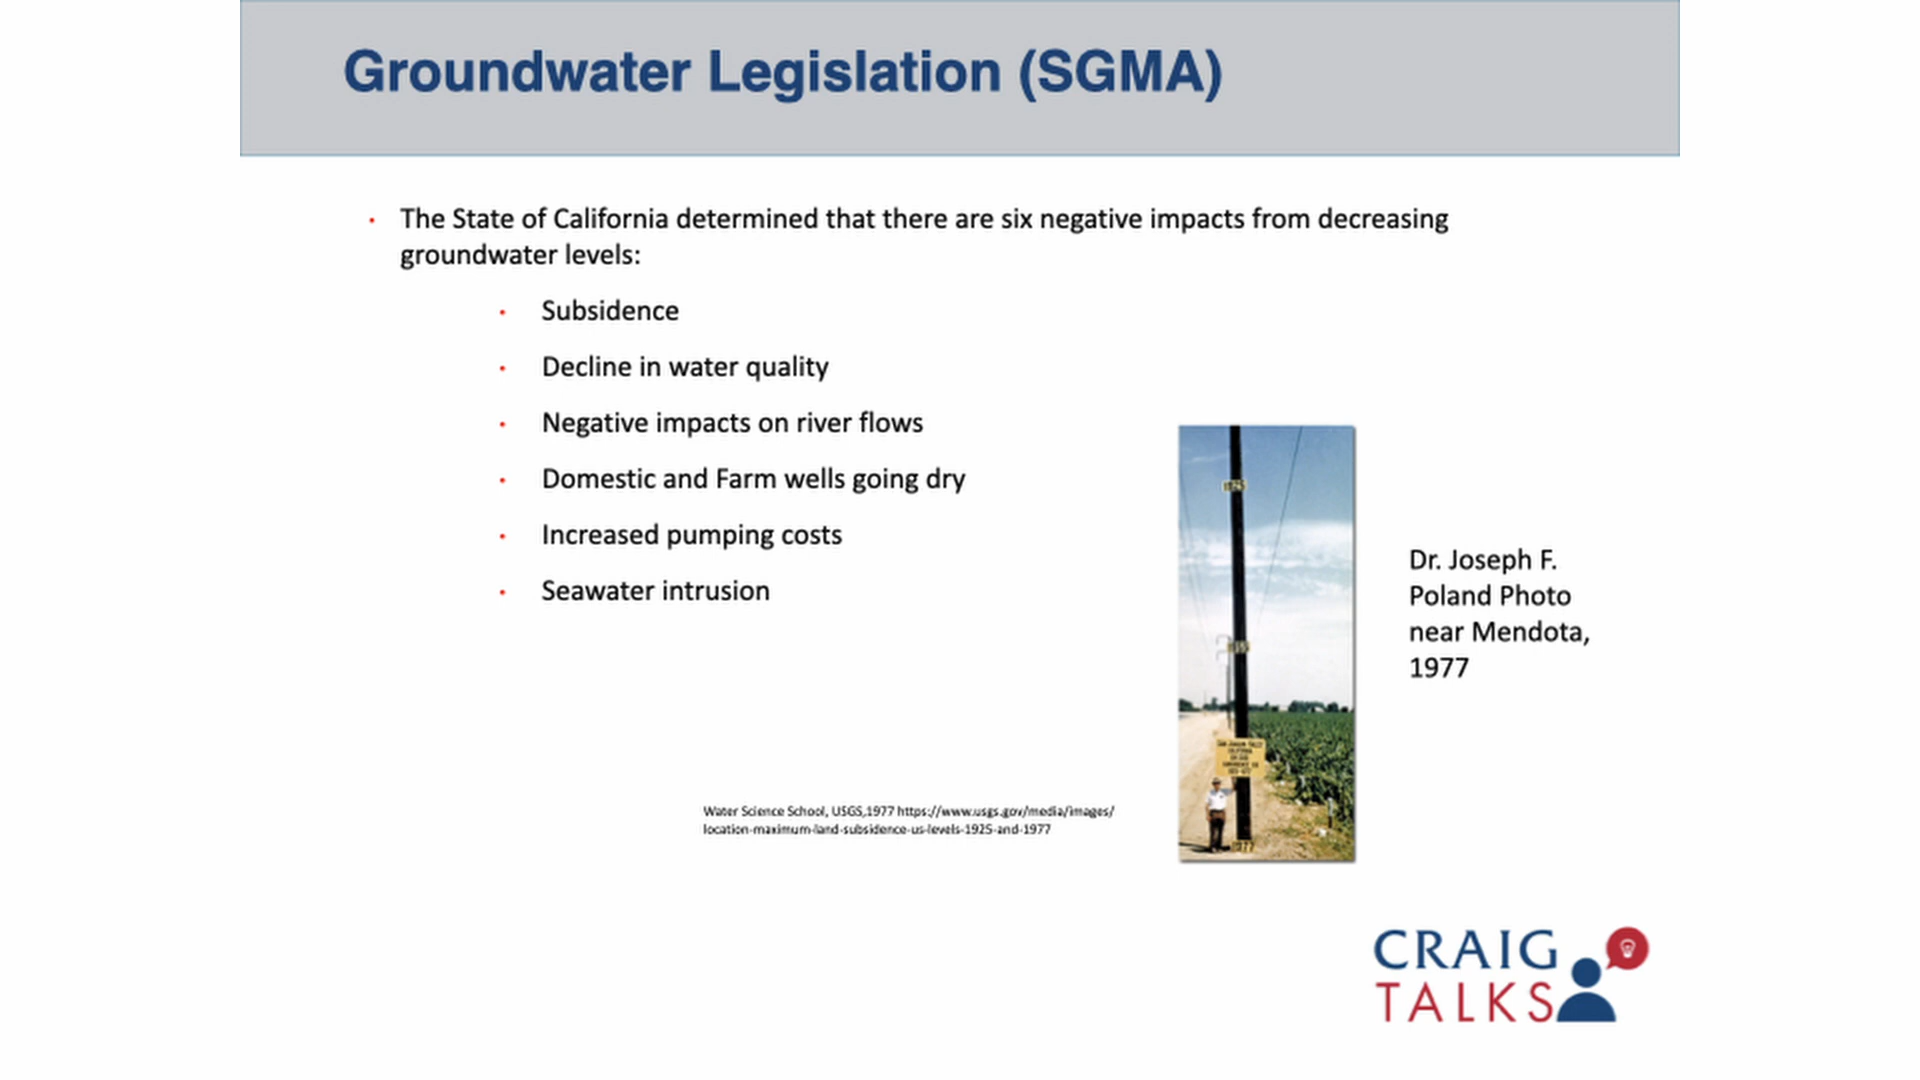 Groundwater Legislation (SGMA)
The State of California determined that there are six negative impacts from decreasing
groundwater levels:
Subsidence
Decline in water quality
Negative impacts on river flows
Domestic and Farm wells going dry
Increased pumping costs
Seawater intrusion
Dr. Joseph F.
Poland Photo
near Mendota,
1977
Water Science School, USGS,1977 https://www.usgs.gov/media/images/
location-maximum-land-subsidence-us-levels-1925-and-1977
CRAIG
TALKS